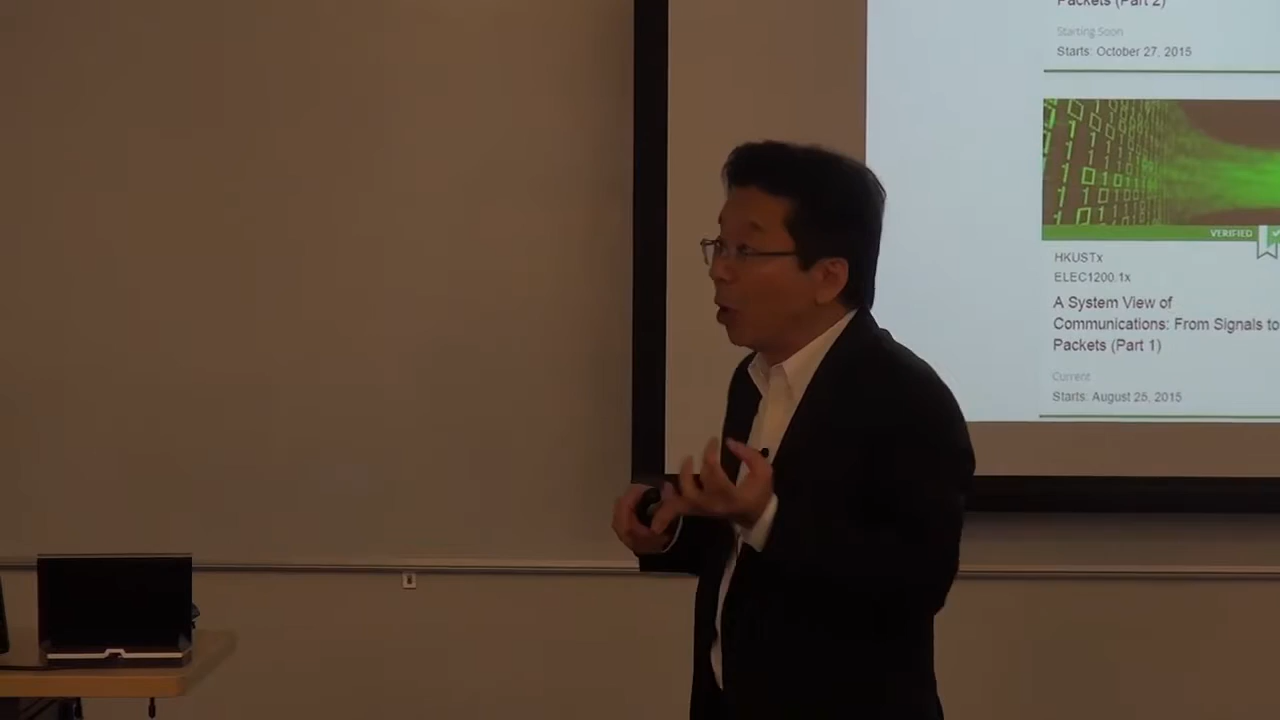 Packets (Part 2)
Starting Soon
Starts: October 27, 2015
VERIFIED
HKUSTx
ELEC1200.1x
A System View of
Communications: From Signals to
Packets (Part 1)
Current
Starts: August 25, 2015